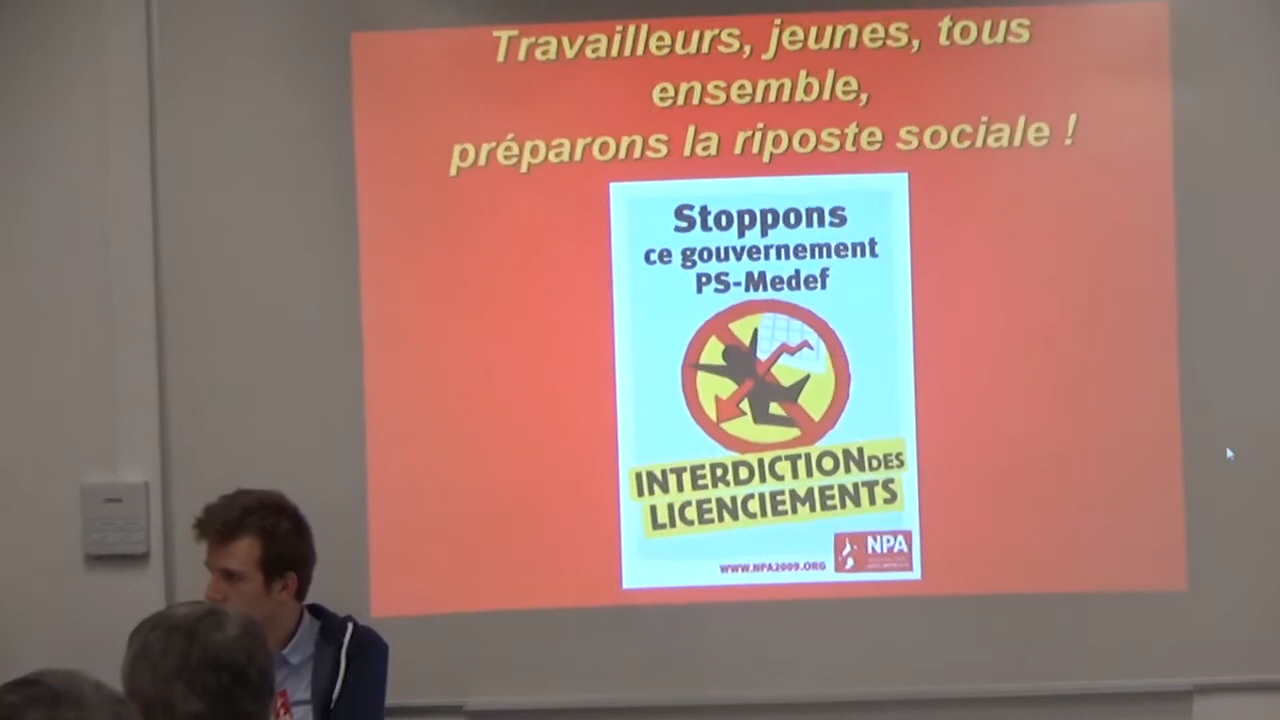 Travailleurs, jeunes, tous
ensemble,
préparons la riposte sociale !
Stoppons
ce gouvernement
PS-Medef
INTERDICTION DES
LICENCIEMENTS
NPA
WWW.NPA2009.ORG